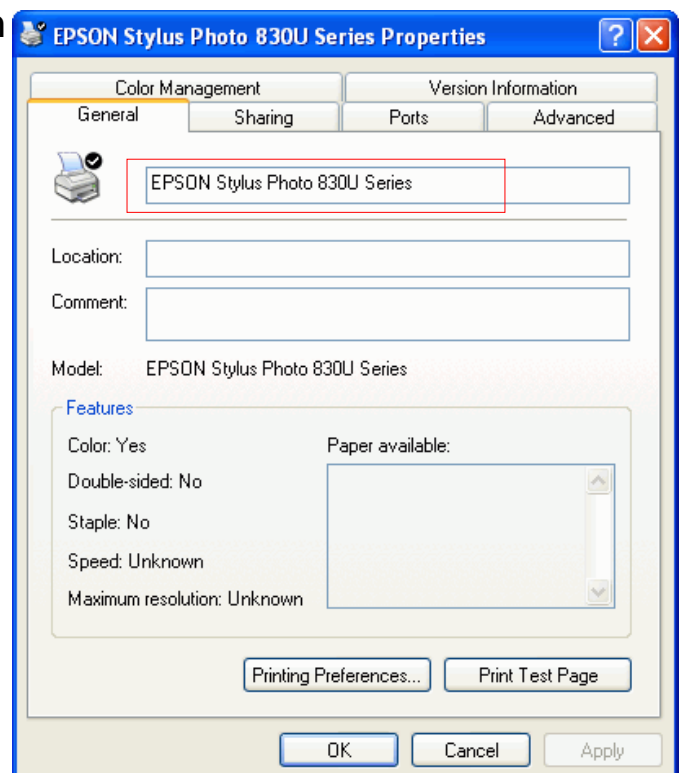 EPSON Stylus Photo 830U Series Properties
Color Management Version Information
General Sharing Ports Advanced
EPSON Stylus Photo 830U Series
Location:
Comment:
Model: EPSON Stylus Photo 830U Series
Features
Color: Yes Paper available:
Double-sided: No
Staple: No
Speed: Unknown
Maximum resolution: Unknown
Printing Preferences... Print Test Page
OK Cancel Apply